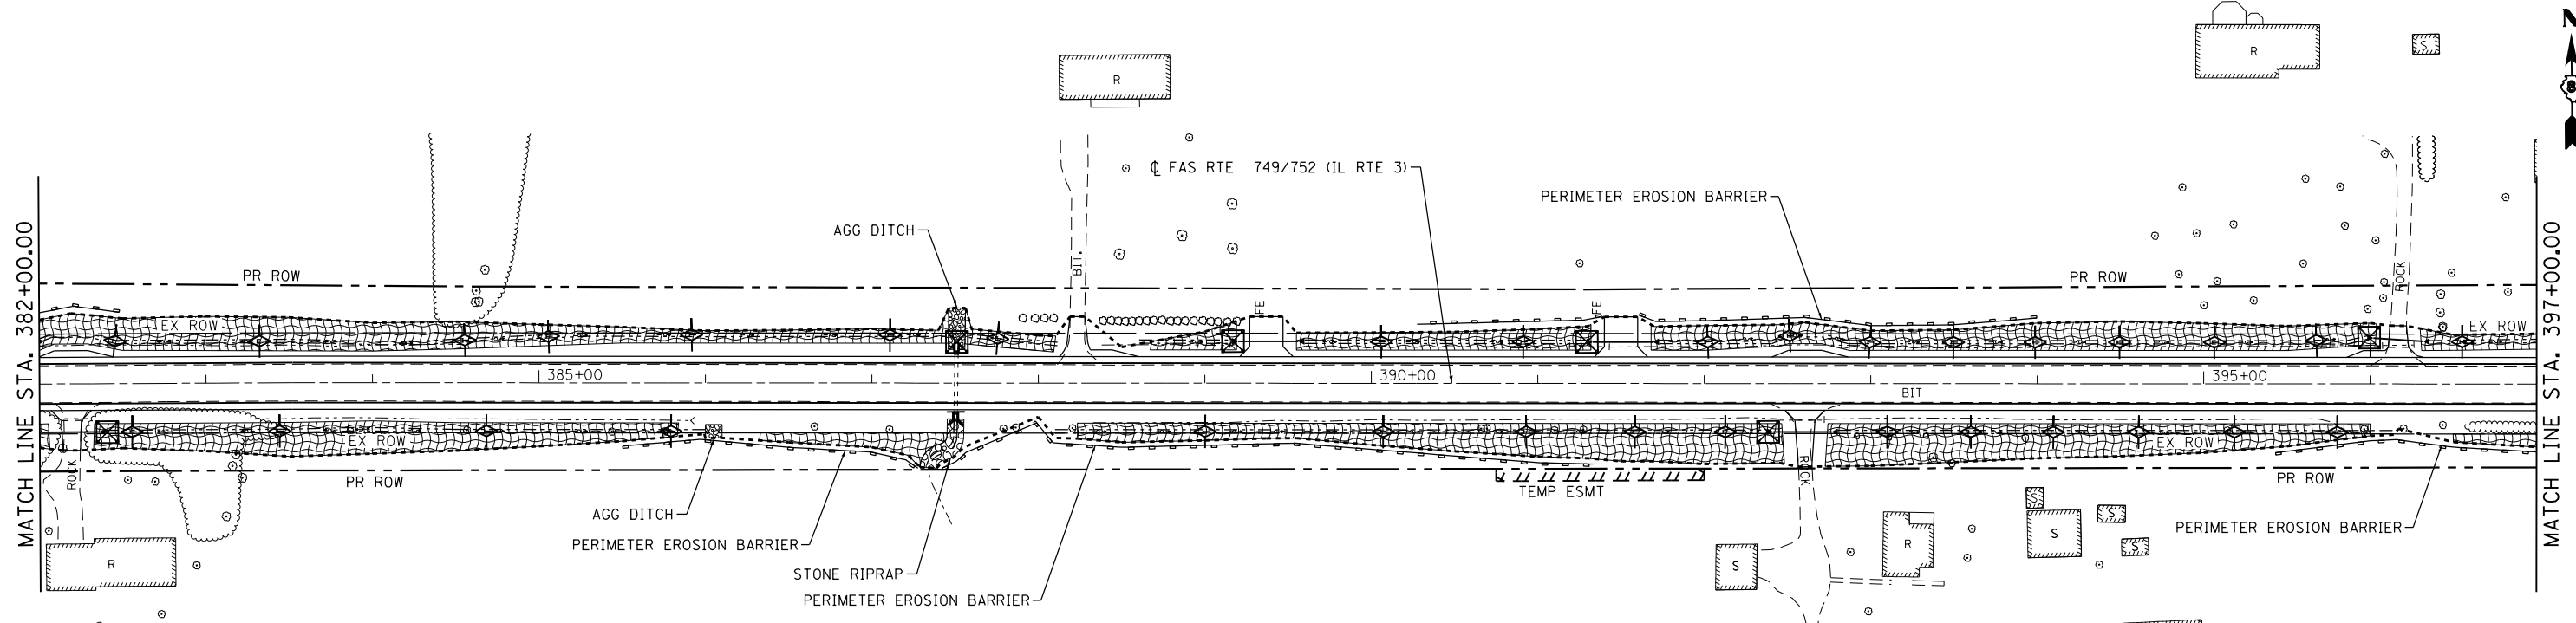 R
R
S
N
℄ FAS RTE 749/752 (IL RTE 3)
PERIMETER EROSION BARRIER
AGG DITCH
BIT.
PR ROW
PR ROW
ROCK
FE
FE
EX ROW
EX ROW
MATCH LINE STA. 382+00.00
MATCH LINE STA. 397+00.00
385+00
390+00
395+00
BIT
EX ROW
EX ROW
ROCK
PR ROW
ROCK
PR ROW
TEMP ESMT
S
S
S
S
AGG DITCH
PERIMETER EROSION BARRIER
PERIMETER EROSION BARRIER
R
R
S
STONE RIPRAP
PERIMETER EROSION BARRIER